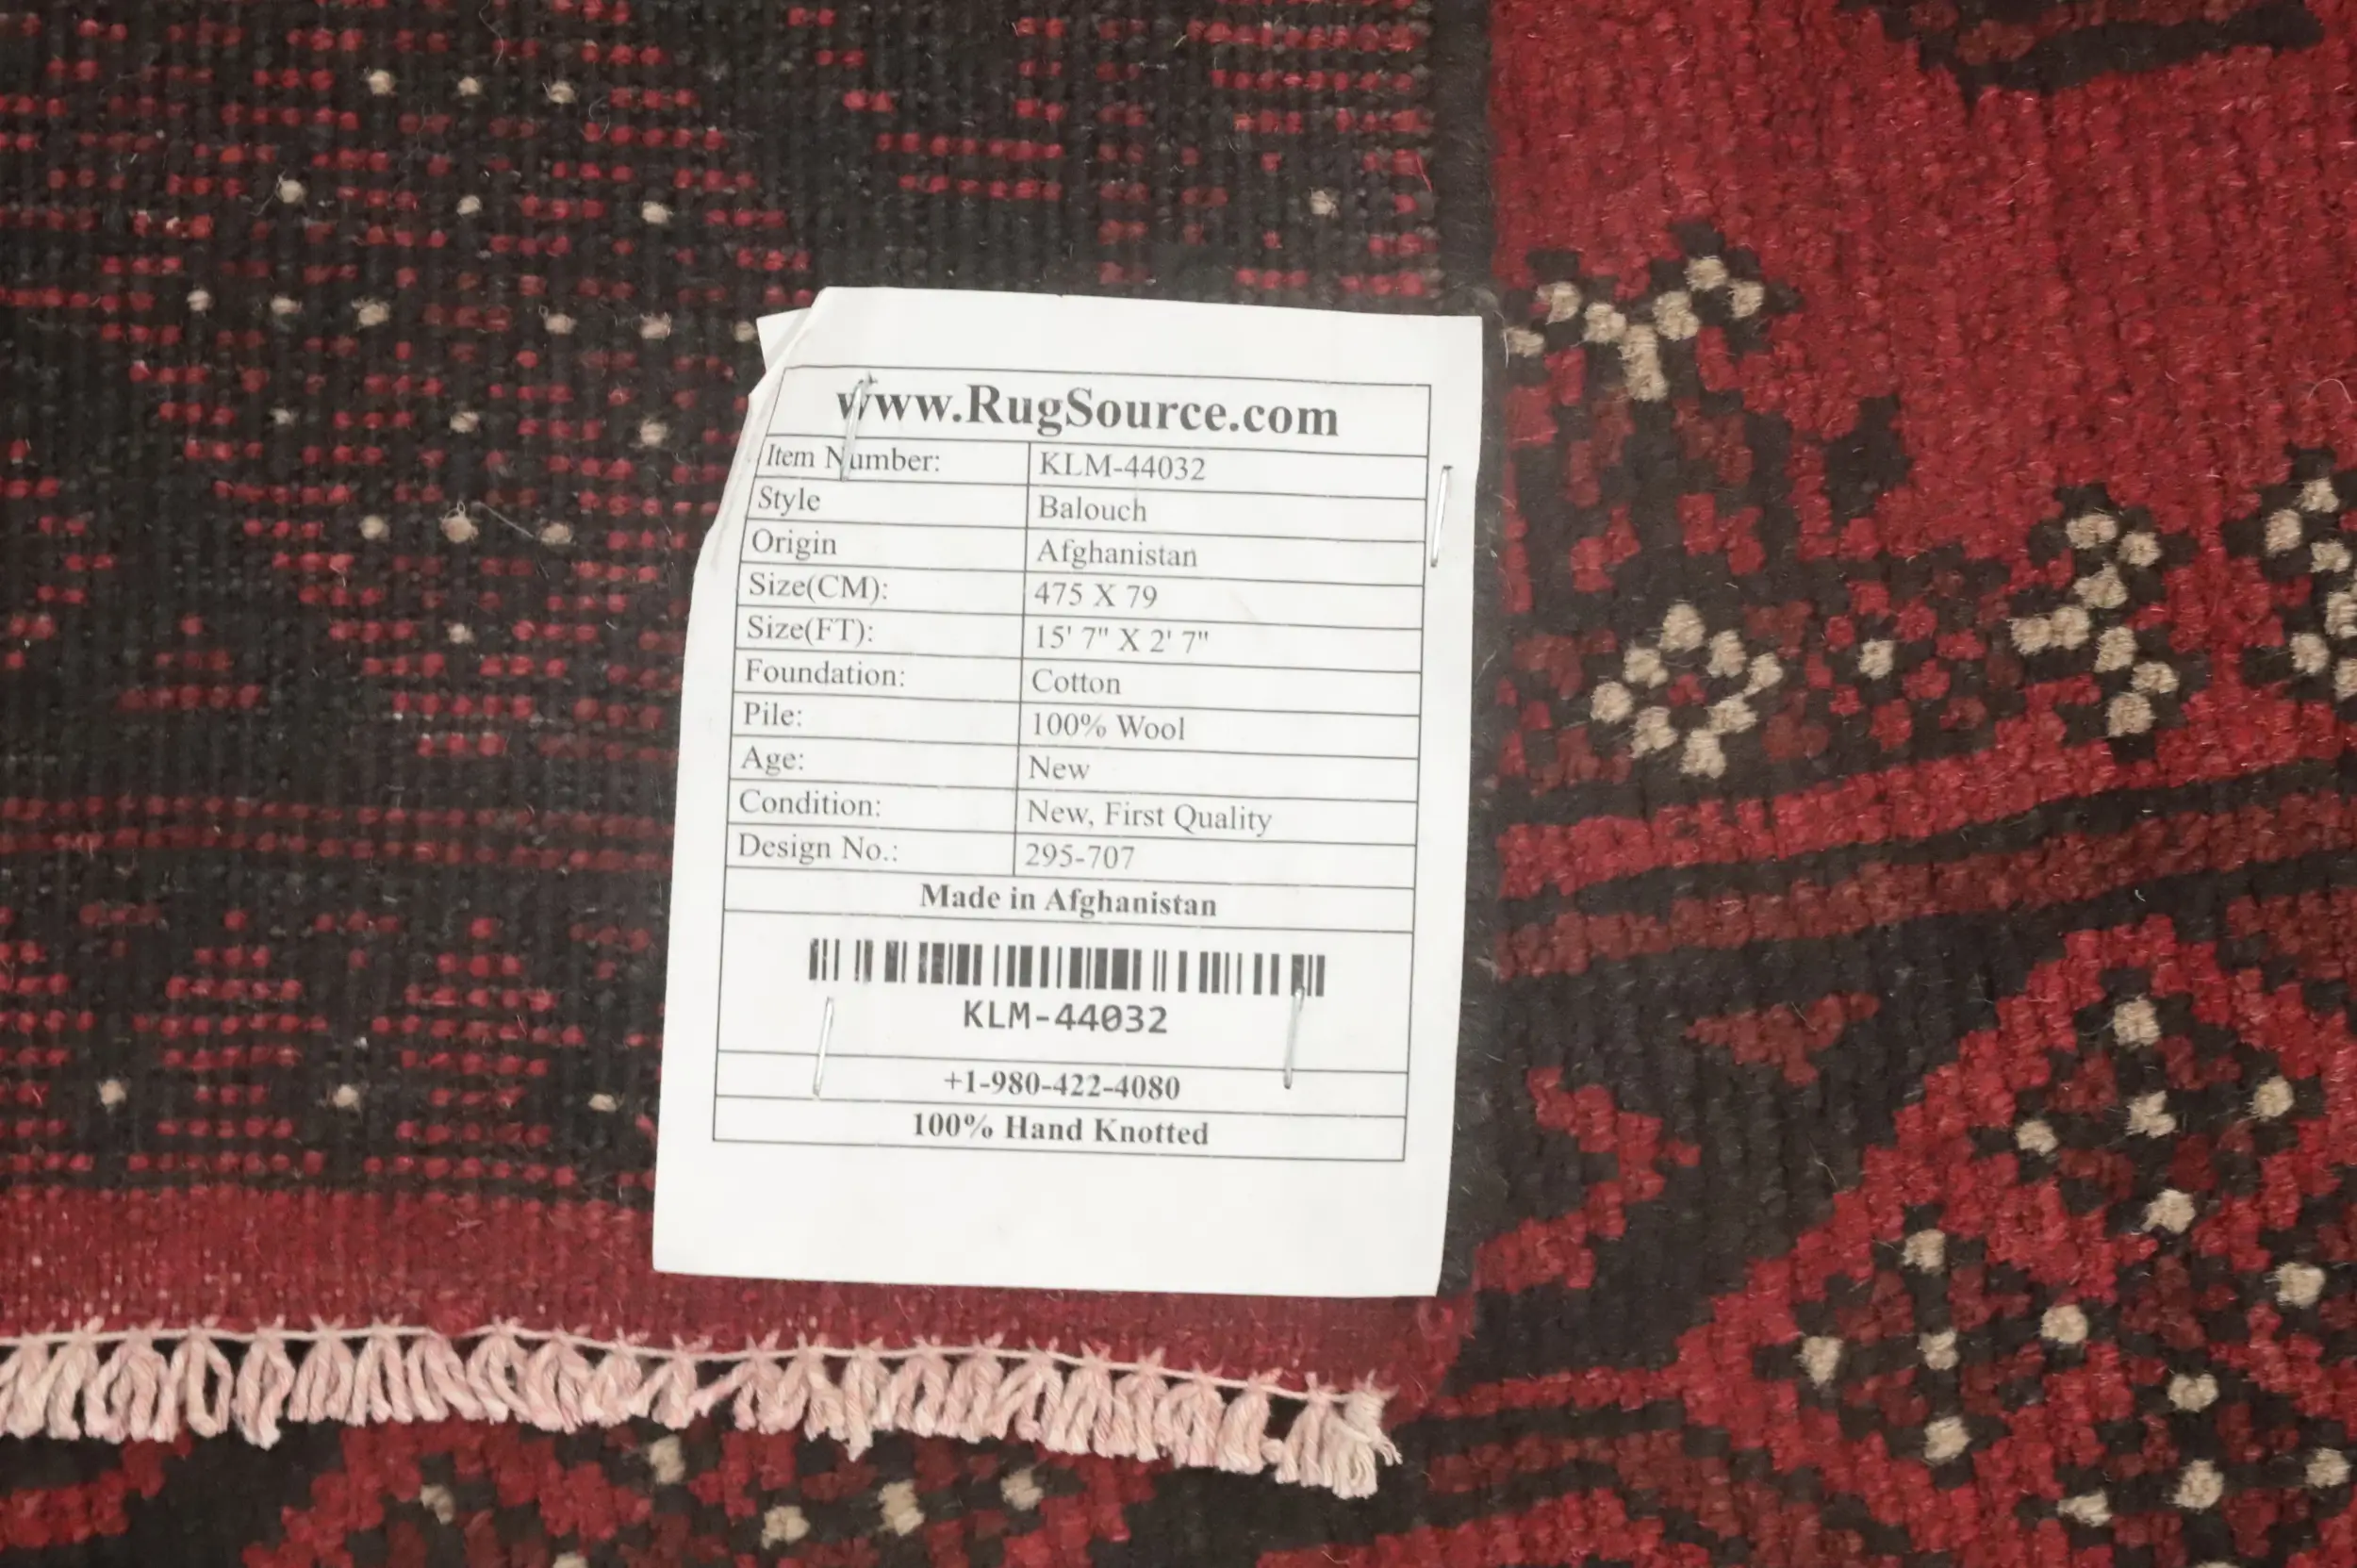 www.RugSource.com
Item Number: KLM-44032
Style Balouch
Origin Afghanistan
Size(CM): 475 X 79
Size(FT): 15' 7" X 2' 7"
Foundation: Cotton
Pile: 100% Wool
Age: New
Condition: New, First Quality
Design No.: 295-707
Made in Afghanistan
KLM-44032
+1-980-422-4080
100% Hand Knotted